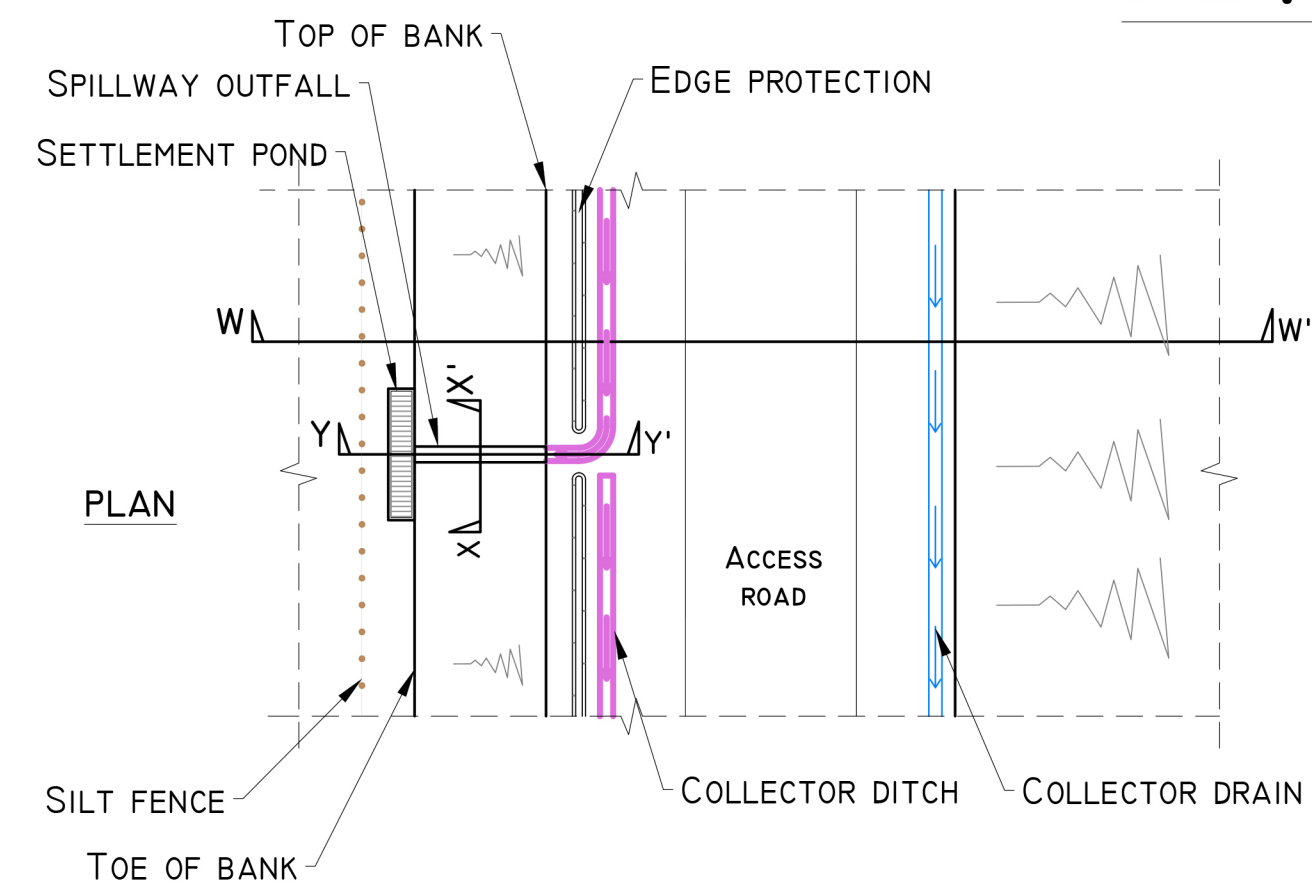 TOP OF BANK
SPILLWAY OUTFALL
EDGE PROTECTION
SETTLEMENT POND
W
W'
X'
Y
Y'
PLAN
X
ACCESS
ROAD
SILT FENCE
COLLECTOR DITCH
COLLECTOR DRAIN
TOE OF BANK